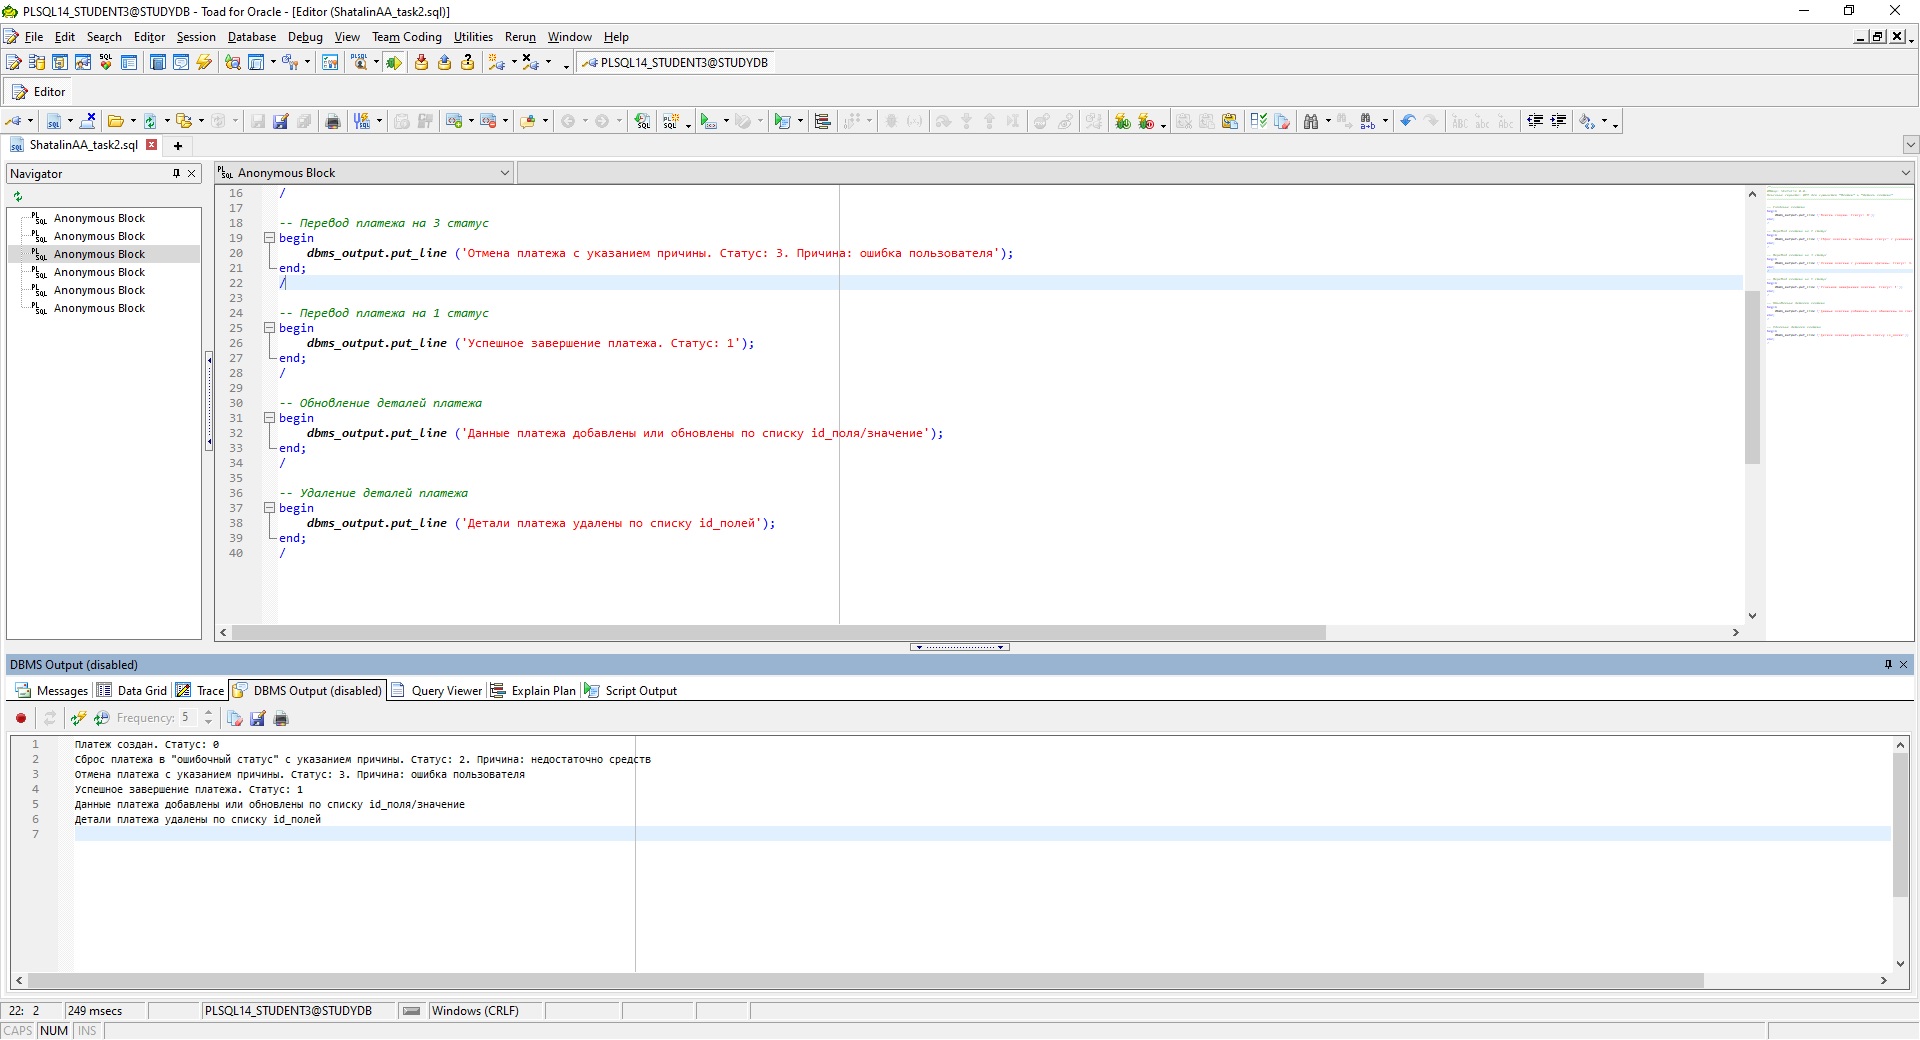 PLSQL14_STUDENT3@STUDYDB - Toad for Oracle - [Editor (ShatalinAA_task2.sql)]
File Edit Search Editor Session Database Debug View Team Coding Utilities Rerun Window Help
PLSQL14_STUDENT3@STUDYDB
Editor
ShatalinAA_task2.sql
Navigator
Anonymous Block
Anonymous Block
Anonymous Block
Anonymous Block
Anonymous Block
Anonymous Block
Anonymous Block
16 /
17
18 -- Перевод платежа на 3 статус
19 begin
20 dbms_output.put_line ('Отмена платежа с указанием причины. Статус: 3. Причина: ошибка пользователя');
21 end;
22 /
23
24 -- Перевод платежа на 1 статус
25 begin
26 dbms_output.put_line ('Успешное завершение платежа. Статус: 1');
27 end;
28 /
29
30 -- Обновление деталей платежа
31 begin
32 dbms_output.put_line ('Данные платежа добавлены или обновлены по списку id_поля/значение');
33 end;
34 /
35
36 -- Удаление деталей платежа
37 begin
38 dbms_output.put_line ('Детали платежа удалены по списку id_полей');
39 end;
40 /
DBMS Output (disabled)
Messages Data Grid Trace DBMS Output (disabled) Query Viewer Explain Plan Script Output
Frequency: 5
1 Платеж создан. Статус: 0
2 Сброс платежа в "ошибочный статус" с указанием причины. Статус: 2. Причина: недостаточно средств
3 Отмена платежа с указанием причины. Статус: 3. Причина: ошибка пользователя
4 Успешное завершение платежа. Статус: 1
5 Данные платежа добавлены или обновлены по списку id_поля/значение
6 Детали платежа удалены по списку id_полей
7
22: 2 249 msecs PLSQL14_STUDENT3@STUDYDB Windows (CRLF)
CAPS NUM INS